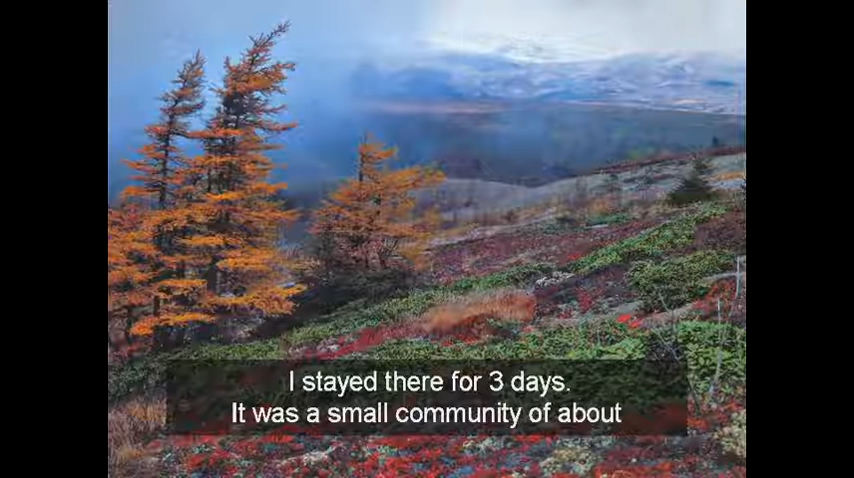 I stayed there for 3 days.
It was a small community of about